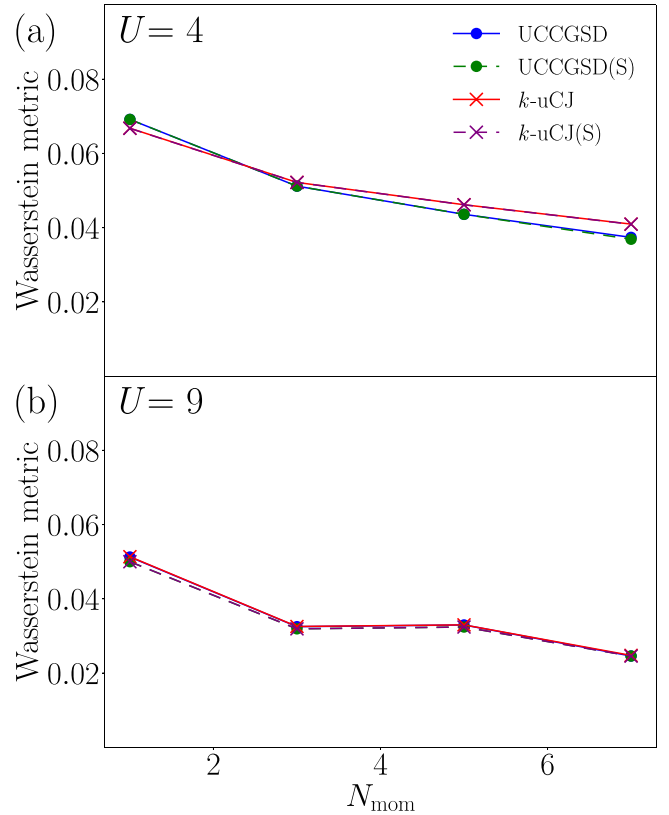 (a)
U = 4
UCCGSD
UCCGSD(S)
k-uCJ
k-uCJ(S)
Wasserstein metric
0.08
0.06
0.04
0.02
(b)
U = 9
Wasserstein metric
0.08
0.06
0.04
0.02
2 4 6
N_mom